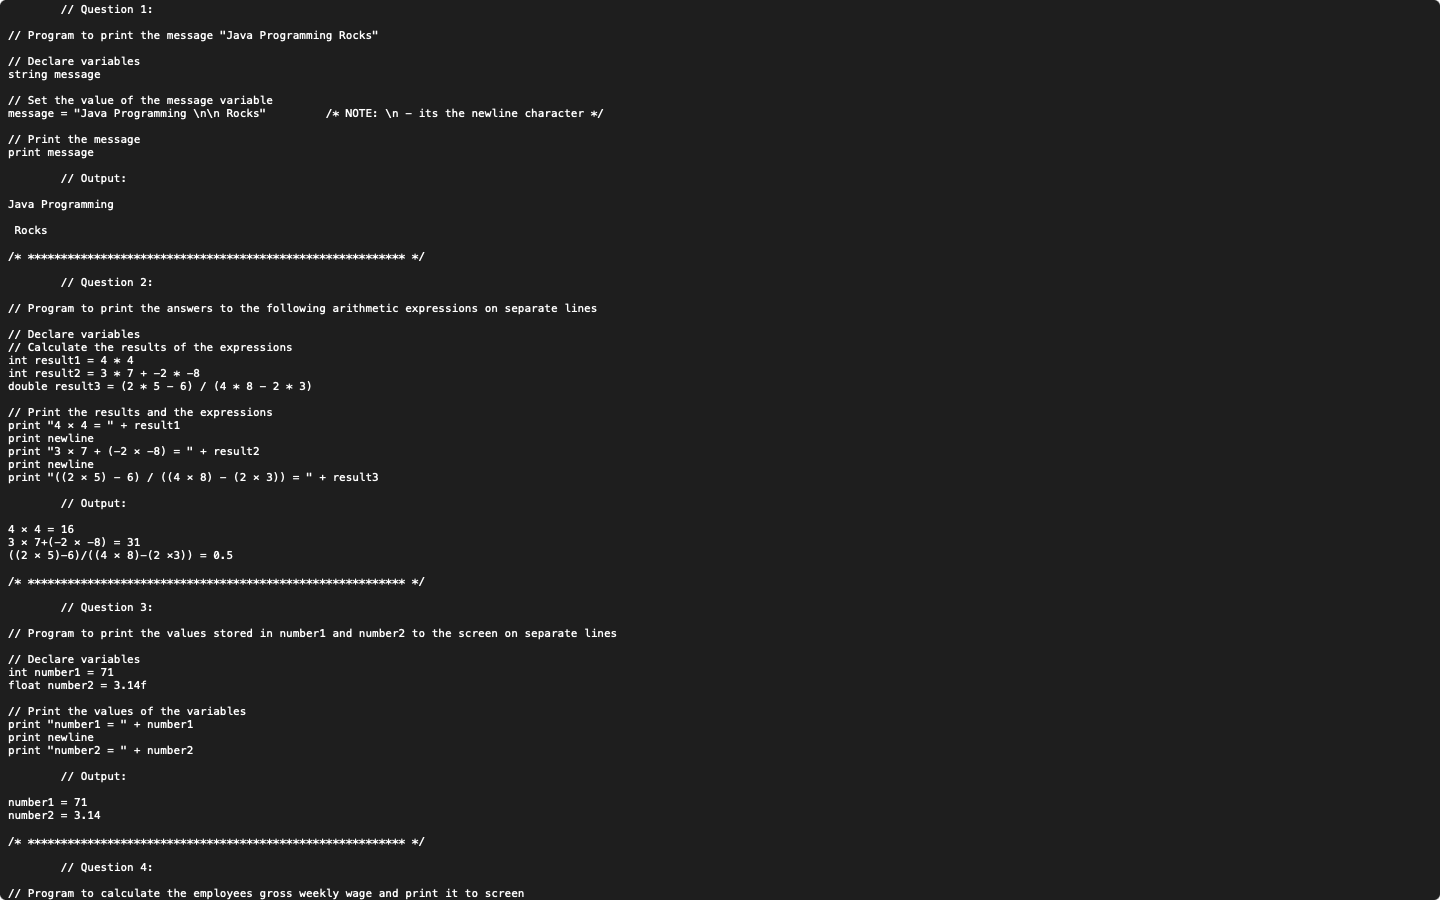 // Question 1:
// Program to print the message "Java Programming Rocks"
// Declare variables
string message
// Set the value of the message variable
message = "Java Programming \n\n Rocks"         /* NOTE: \n – its the newline character */
// Print the message
print message
// Output:
Java Programming
Rocks
/* ********************************************************* */
// Question 2:
// Program to print the answers to the following arithmetic expressions on separate lines
// Declare variables
// Calculate the results of the expressions
int result1 = 4 * 4
int result2 = 3 * 7 + -2 * -8
double result3 = (2 * 5 - 6) / (4 * 8 - 2 * 3)
// Print the results and the expressions
print "4 × 4 = " + result1
print newline
print "3 × 7 + (-2 × -8) = " + result2
print newline
print "((2 × 5) - 6) / ((4 × 8) - (2 × 3)) = " + result3
// Output:
4 × 4 = 16
3 × 7+(-2 × -8) = 31
((2 × 5)-6)/((4 × 8)-(2 ×3)) = 0.5
/* ********************************************************* */
// Question 3:
// Program to print the values stored in number1 and number2 to the screen on separate lines
// Declare variables
int number1 = 71
float number2 = 3.14f
// Print the values of the variables
print "number1 = " + number1
print newline
print "number2 = " + number2
// Output:
number1 = 71
number2 = 3.14
/* ********************************************************* */
// Question 4:
// Program to calculate the employees gross weekly wage and print it to screen